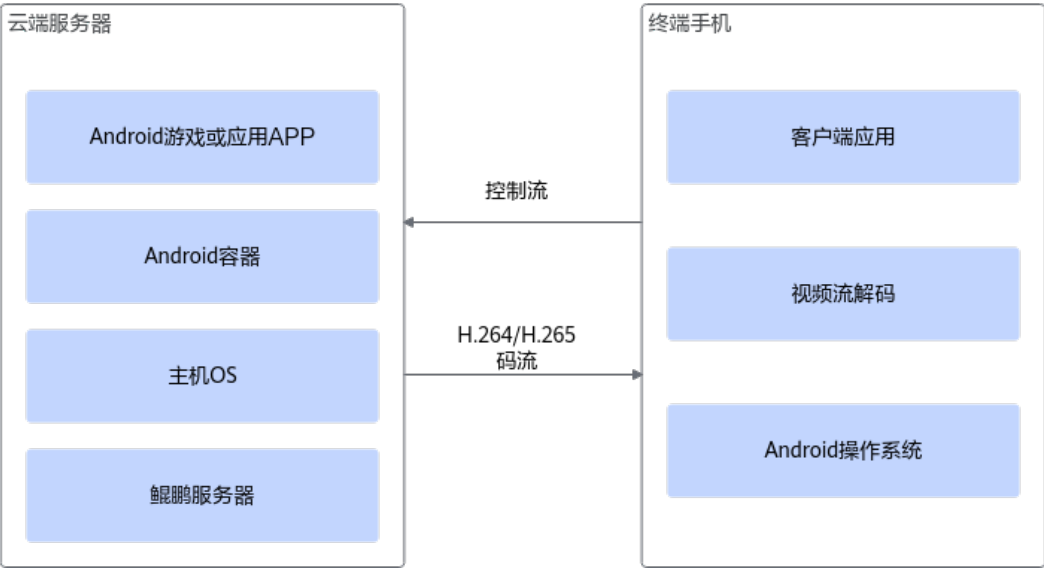 云端服务器
Android游戏或应用APP
Android容器
主机OS
鲲鹏服务器
控制流
H.264/H.265
码流
终端手机
客户端应用
视频流解码
Android操作系统